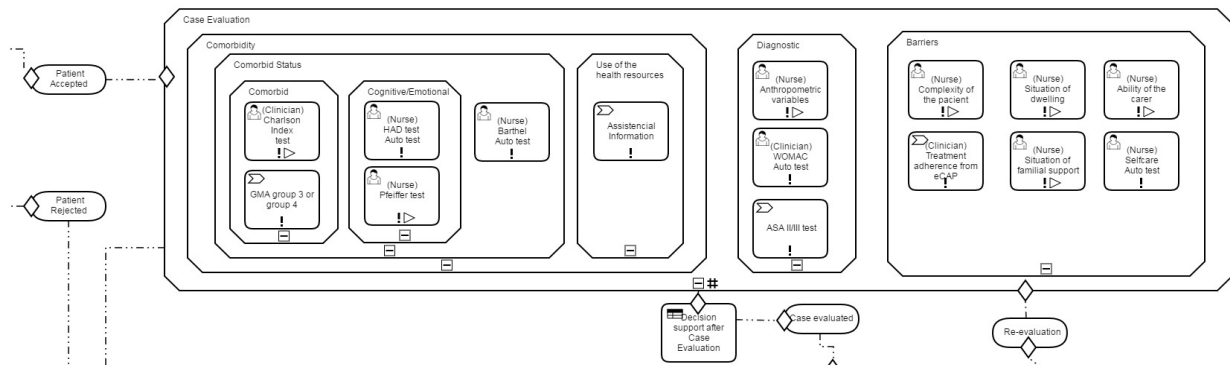 Case Evaluation
Comorbidity
Comorbid Status
Comorbid
(Clinician)
Charlson
Index
test
GMA group 3 or
group 4
Cognitive/Emotional
(Nurse)
HAD test
Auto test
(Nurse)
Pfeiffer test
(Nurse)
Barthel
Auto test
Use of the
health resources
Assistencial
Information
Diagnostic
(Nurse)
Anthropometric
variables
(Clinician)
WOMAC
Auto test
ASA II/III test
Barriers
(Nurse)
Complexity of
the pacient
(Nurse)
Situation of
dwelling
(Nurse)
Ability of the
carer
(Clinician)
Treatment
adherence from
eCAP
(Nurse)
Situation of
familial support
(Nurse)
Selfcare
Auto test
Patient
Accepted
Patient
Rejected
Decision
support after
Case
Evaluation
Case evaluated
Re-evaluation